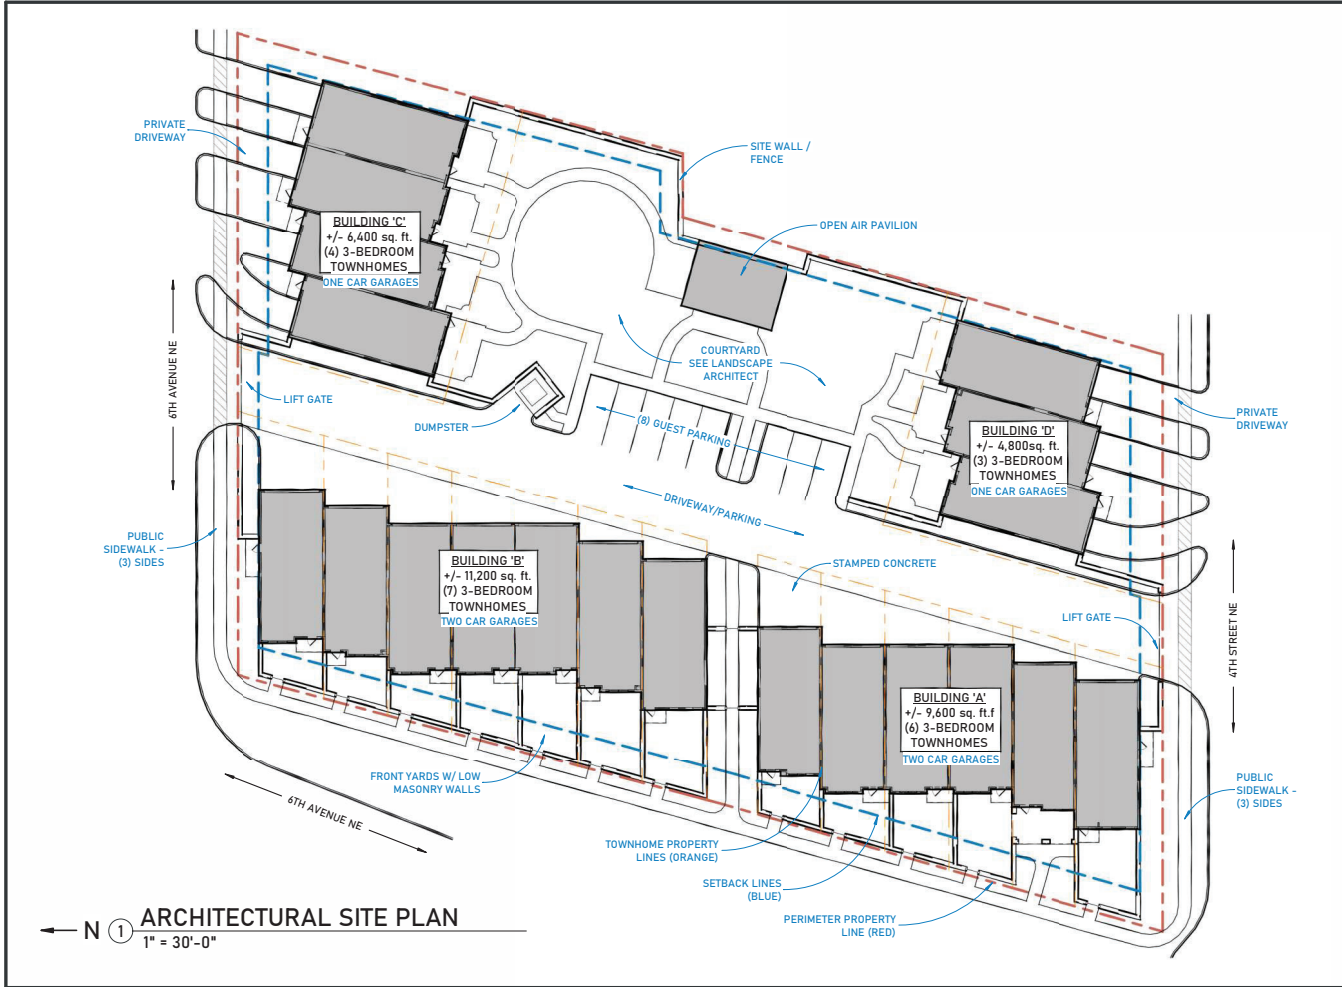 PRIVATE
DRIVEWAY
SITE WALL /
FENCE
OPEN AIR PAVILION
BUILDING 'C'
+/- 6,400 sq. ft.
(4) 3-BEDROOM
TOWNHOMES
ONE CAR GARAGES
6TH AVENUE NE
COURTYARD
SEE LANDSCAPE
ARCHITECT
LIFT GATE
DUMPSTER
(8) GUEST PARKING
PRIVATE
DRIVEWAY
BUILDING 'D'
+/- 4,800sq. ft.
(3) 3-BEDROOM
TOWNHOMES
ONE CAR GARAGES
DRIVEWAY/PARKING
PUBLIC
SIDEWALK -
(3) SIDES
BUILDING 'B'
+/- 11,200 sq. ft.
(7) 3-BEDROOM
TOWNHOMES
TWO CAR GARAGES
STAMPED CONCRETE
LIFT GATE
4TH STREET NE
BUILDING 'A'
+/- 9,600 sq. ft.f
(6) 3-BEDROOM
TOWNHOMES
TWO CAR GARAGES
FRONT YARDS W/ LOW
MASONRY WALLS
6TH AVENUE NE
PUBLIC
SIDEWALK -
(3) SIDES
TOWNHOME PROPERTY
LINES (ORANGE)
SETBACK LINES
(BLUE)
PERIMETER PROPERTY
LINE (RED)
N 1 ARCHITECTURAL SITE PLAN
1" = 30'-0"